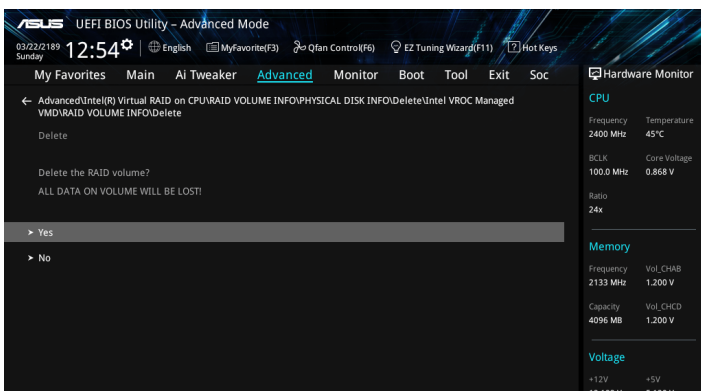 ASUS UEFI BIOS Utility – Advanced Mode
03/22/2189
Sunday
12:54
English
MyFavorite(F3)
Qfan Control(F6)
EZ Tuning Wizard(F11)
? Hot Keys
My Favorites Main Ai Tweaker Advanced Monitor Boot Tool Exit Soc
Advanced\Intel(R) Virtual RAID on CPU\RAID VOLUME INFO\PHYSICAL DISK INFO\Delete\Intel VROC Managed
VMD\RAID VOLUME INFO\Delete
Delete
Delete the RAID volume?
ALL DATA ON VOLUME WILL BE LOST!
Yes
No
Hardware Monitor
CPU
Frequency Temperature
2400 MHz 45°C
BCLK Core Voltage
100.0 MHz 0.868 V
Ratio
24x
Memory
Frequency Vol_CHAB
2133 MHz 1.200 V
Capacity Vol_CHCD
4096 MB 1.200 V
Voltage
+12V +5V